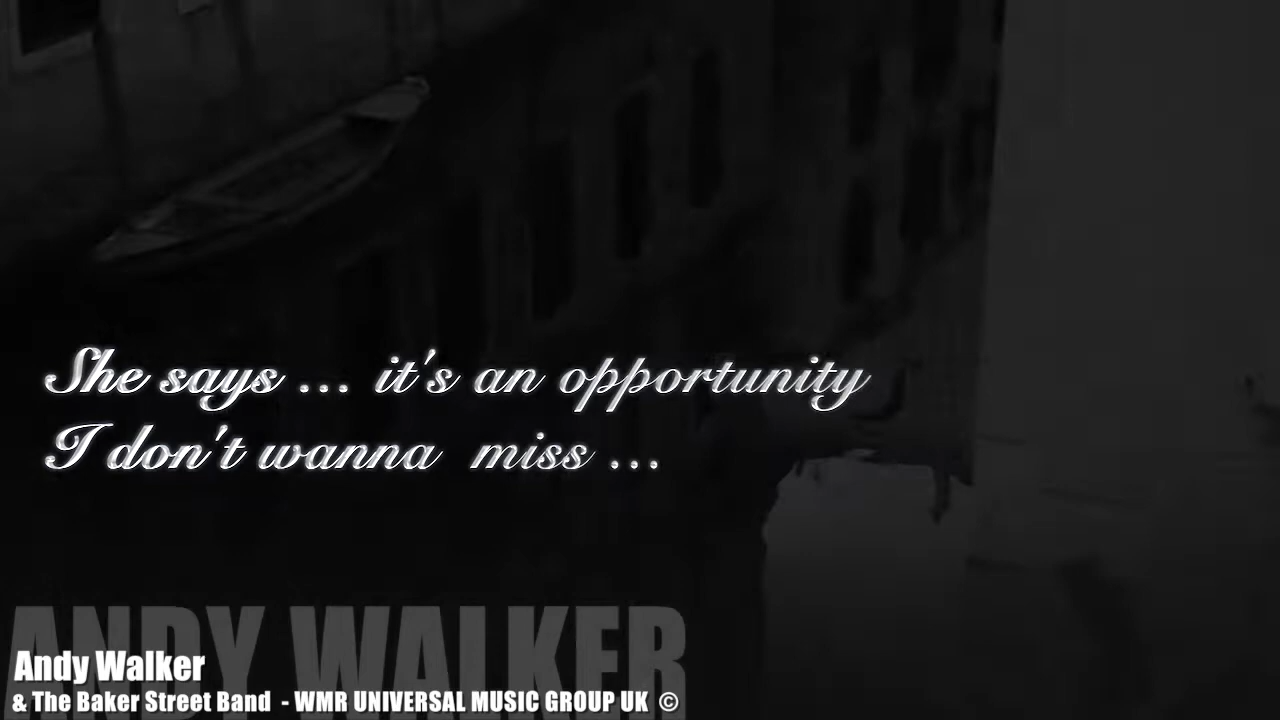 She says ... it's an opportunity
I don't wanna miss ...
ANDY WALKER
Andy Walker
& The Baker Street Band - WMR UNIVERSAL MUSIC GROUP UK ©